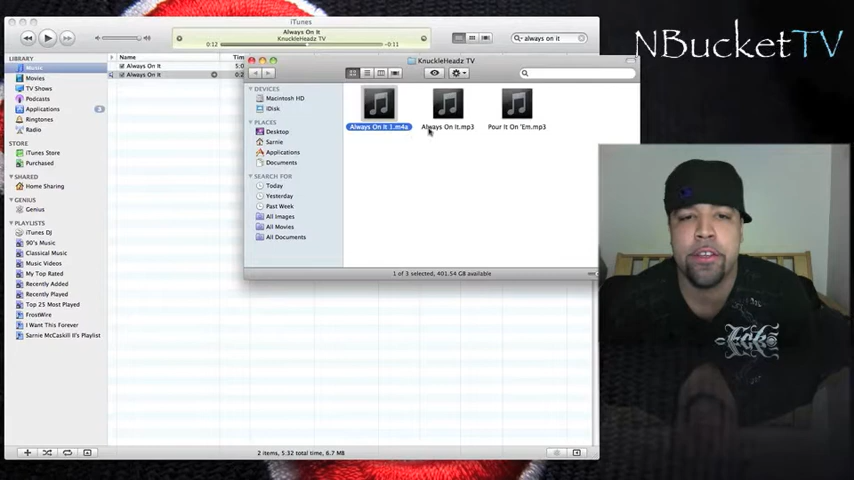 iTunes
Always On It
KnuckleHeadz TV
0:12
-0:11
always on it
NBucketTV
LIBRARY
Music
Movies
TV Shows
Podcasts
Applications
3
Ringtones
Radio
STORE
iTunes Store
Purchased
SHARED
Home Sharing
GENIUS
Genius
PLAYLISTS
iTunes DJ
90's Music
Classical Music
Music Videos
My Top Rated
Recently Added
Recently Played
Top 25 Most Played
FrostWire
I Want This Forever
Sarnie McCaskill II's Playlist
Name
Time
Always On It
Always On It
KnuckleHeadz TV
DEVICES
Macintosh HD
iDisk
PLACES
Desktop
Sarnie
Applications
Documents
SEARCH FOR
Today
Yesterday
Past Week
All Images
All Movies
All Documents
Always On It 1.m4a
Always On It.mp3
Pour It On 'Em.mp3
1 of 3 selected, 401.54 GB available
2 items, 5:32 total time, 6.7 MB